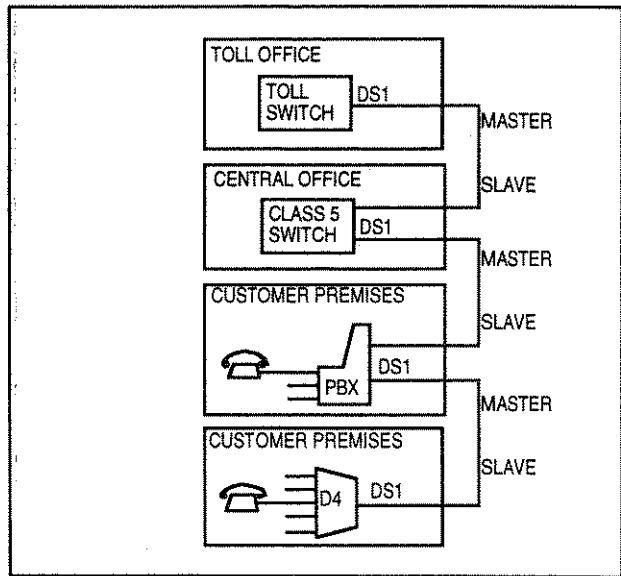 TOLL OFFICE
TOLL
SWITCH
DS1
MASTER
CENTRAL OFFICE
SLAVE
CLASS 5
SWITCH
DS1
MASTER
CUSTOMER PREMISES
SLAVE
DS1
PBX
MASTER
CUSTOMER PREMISES
SLAVE
D4
DS1